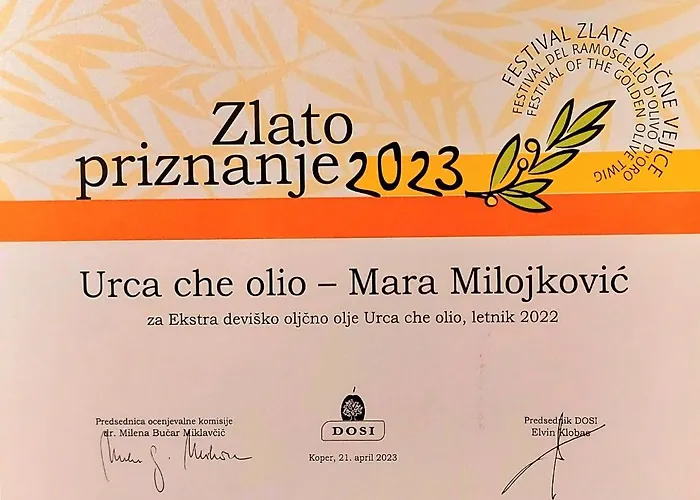 FESTIVAL ZLATE OLJČNE VEJICE
FESTIVAL DEL RAMOSCELLO D'OLIVO D'ORO
FESTIVAL OF THE GOLDEN OLIVE TWIG
Zlato
priznanje 2023
Urca che olio – Mara Milojković
za Ekstra deviško oljčno olje Urca che olio, letnik 2022
Predsednica ocenjevalne komisije
dr. Milena Bučar Miklavčič
DOSI
Koper, 21. april 2023
Predsednik DOSI
Elvin Klobas